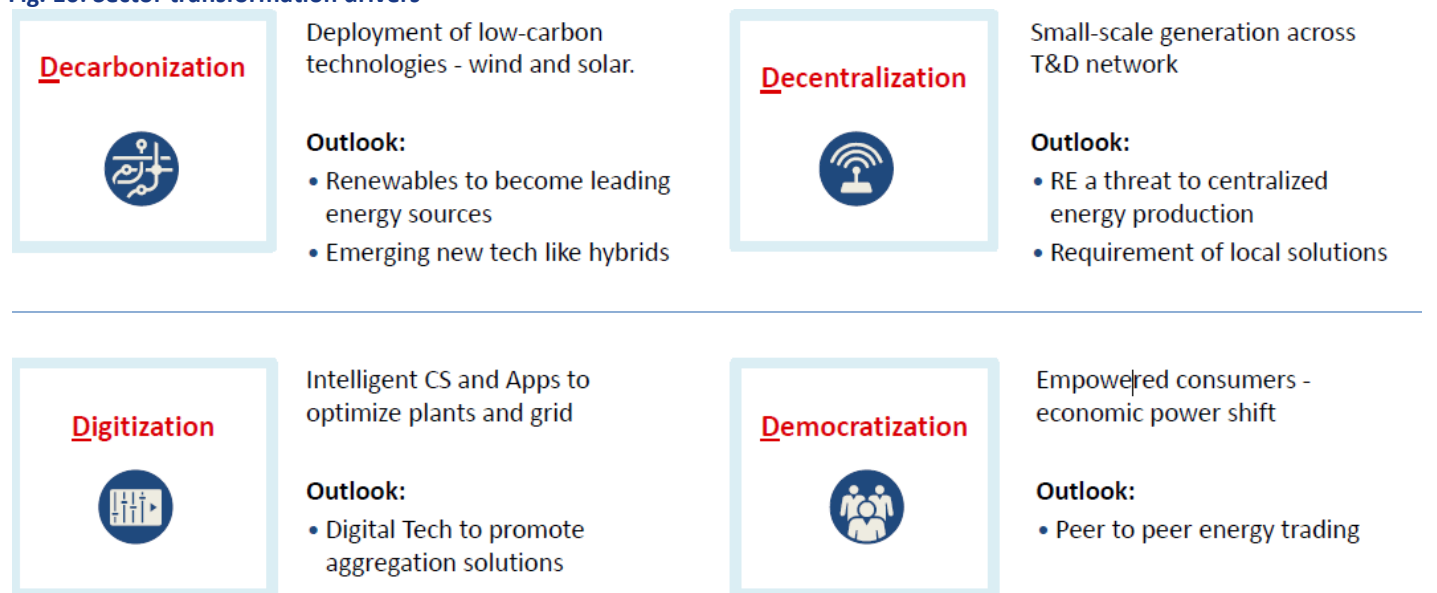 Decarbonization
Deployment of low-carbon
technologies - wind and solar.
Outlook:
• Renewables to become leading
energy sources
• Emerging new tech like hybrids
Decentralization
Small-scale generation across
T&D network
Outlook:
• RE a threat to centralized
energy production
• Requirement of local solutions
Digitization
Intelligent CS and Apps to
optimize plants and grid
Outlook:
• Digital Tech to promote
aggregation solutions
Democratization
Empowered consumers -
economic power shift
Outlook:
• Peer to peer energy trading